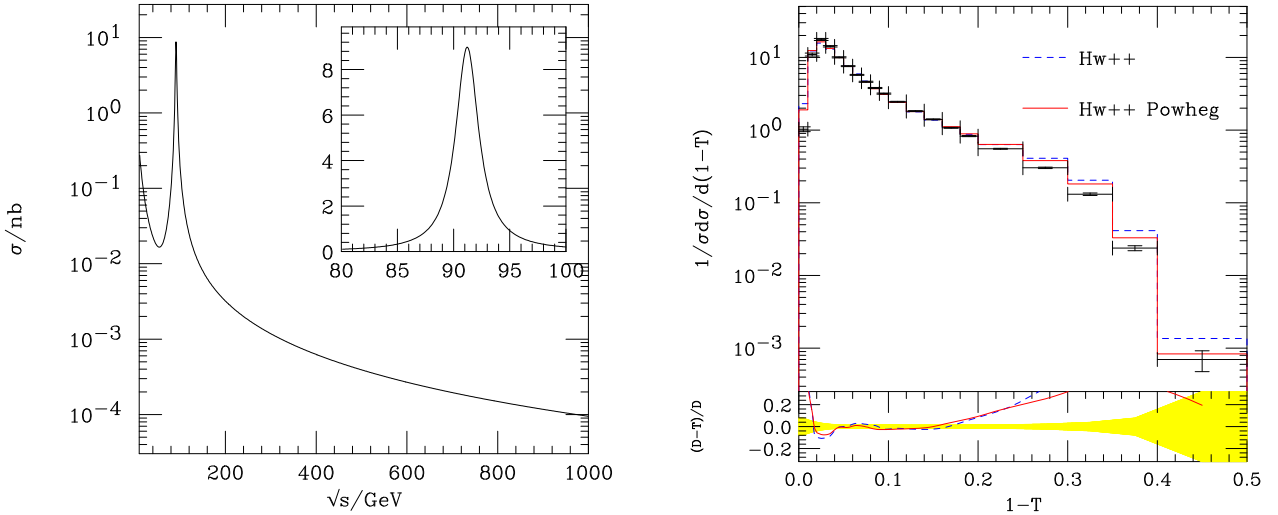 σ/nb
10¹
10⁰
10⁻¹
10⁻²
10⁻³
10⁻⁴
200 400 600 800 1000
√s/GeV
8
6
4
2
0
80 85 90 95 100
1/σdσ/d(1−T)
10¹
10⁰
10⁻¹
10⁻²
10⁻³
Hw++
Hw++ Powheg
(D−T)/D
0.2
0.0
−0.2
0.0 0.1 0.2 0.3 0.4 0.5
1−T